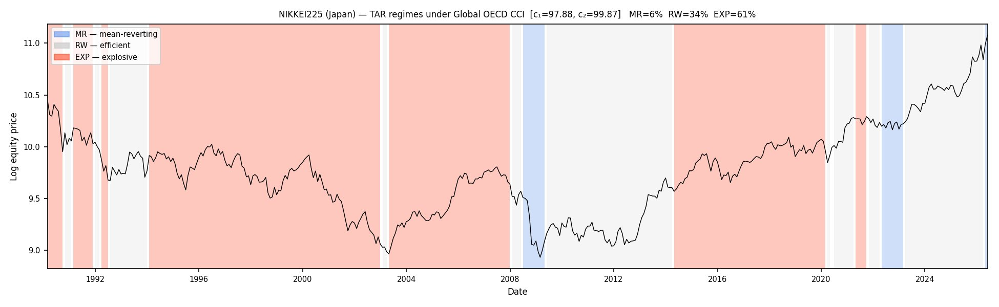 NIKKEI225 (Japan) — TAR regimes under Global OECD CCI  [c₁=97.88, c₂=99.87]   MR=6%  RW=34%  EXP=61%
MR — mean-reverting
RW — efficient
EXP — explosive
Log equity price
11.0
10.5
10.0
9.5
9.0
1992
1996
2000
2004
2008
2012
2016
2020
2024
Date